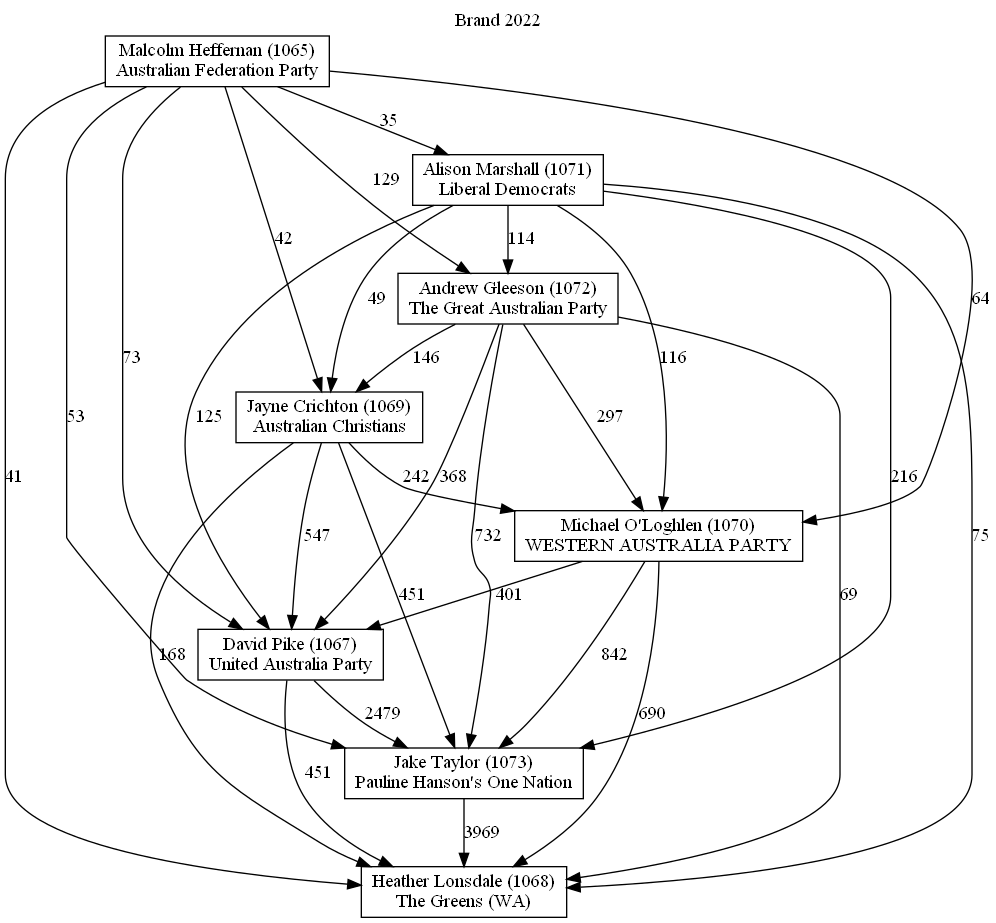 Brand 2022
Malcolm Heffernan (1065)
Australian Federation Party
35
Alison Marshall (1071)
Liberal Democrats
129
42
114
Andrew Gleeson (1072)
The Great Australian Party
49
64
146
73
116
Jayne Crichton (1069)
Australian Christians
53
125
297
41
242
368
216
Michael O'Loghlen (1070)
WESTERN AUSTRALIA PARTY
547
732
75
451
401
69
David Pike (1067)
United Australia Party
168
842
2479
690
Jake Taylor (1073)
Pauline Hanson's One Nation
451
3969
Heather Lonsdale (1068)
The Greens (WA)